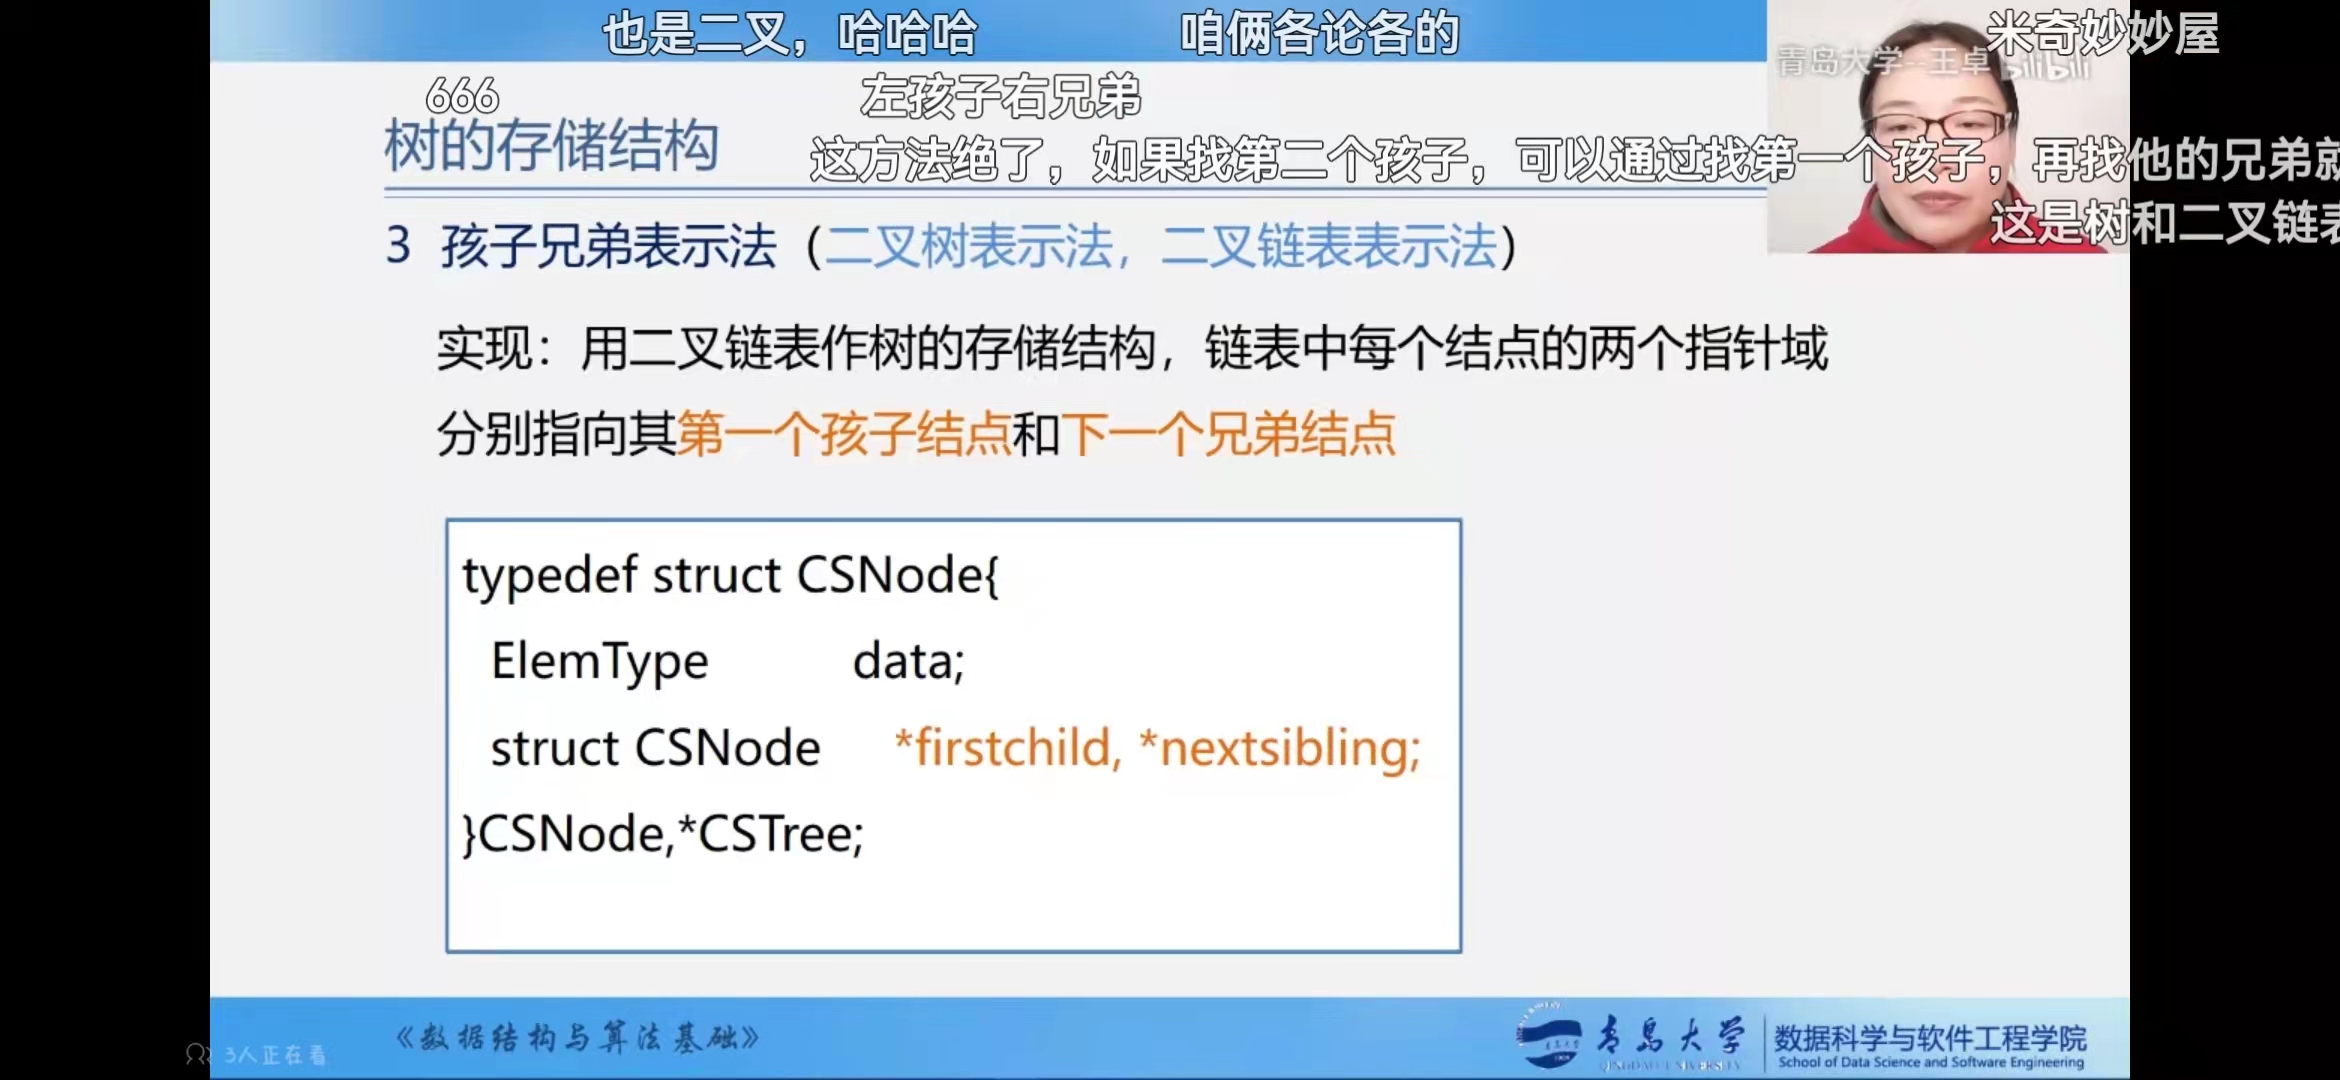 也是二叉，哈哈哈
咱俩各论各的
米奇妙妙屋
青岛大学--王卓
bilibili
666
左孩子右兄弟
树的存储结构
这方法绝了，如果找第二个孩子，可以通过找第一个孩子，再找他的兄弟就
这是树和二叉链表
3 孩子兄弟表示法（二叉树表示法，二叉链表表示法）
实现：用二叉链表作树的存储结构，链表中每个结点的两个指针域
分别指向其第一个孩子结点和下一个兄弟结点
typedef struct CSNode{
ElemType data;
struct CSNode *firstchild, *nextsibling;
}CSNode,*CSTree;
《数据结构与算法基础》
3人正在看
青岛大学
QINGDAO UNIVERSITY
数据科学与软件工程学院
School of Data Science and Software Engineering